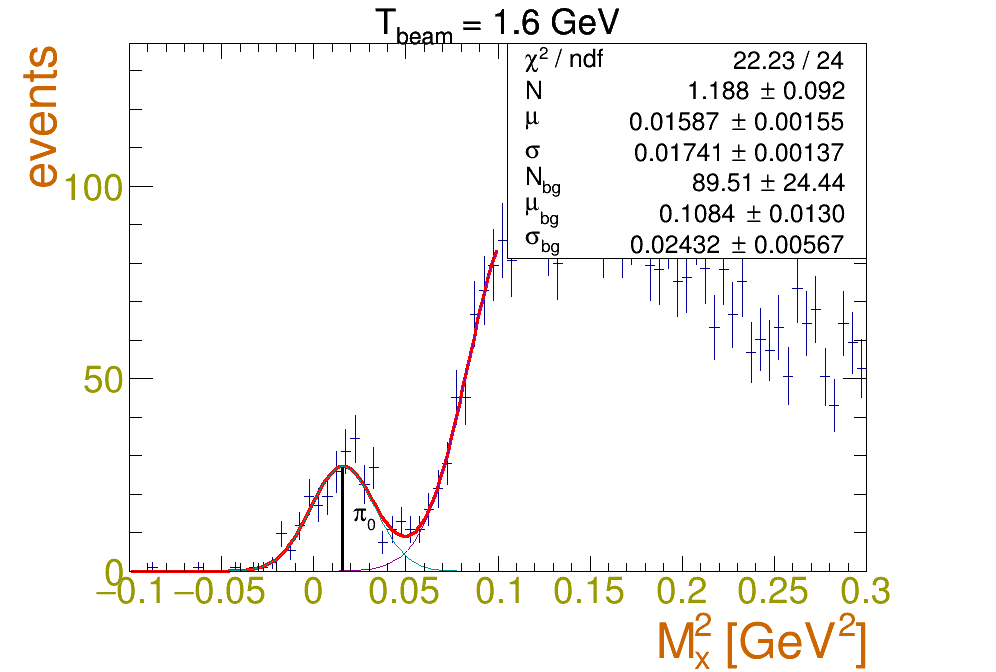 T_beam = 1.6 GeV
events
χ² / ndf 22.23 / 24
N 1.188 ± 0.092
μ 0.01587 ± 0.00155
σ 0.01741 ± 0.00137
N_bg 89.51 ± 24.44
μ_bg 0.1084 ± 0.0130
σ_bg 0.02432 ± 0.00567
100
50
π₀
0
−0.1 −0.05 0 0.05 0.1 0.15 0.2 0.25 0.3
M_x^2 [GeV²]